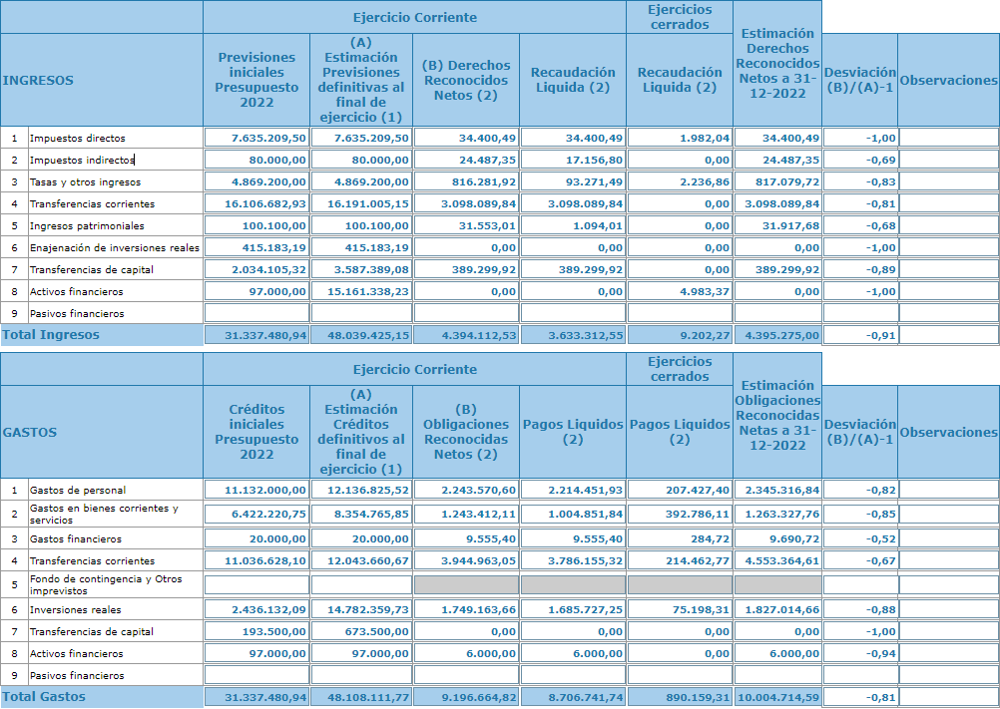 Ejercicio Corriente
Ejercicios
cerrados
Estimación
Derechos
Reconocidos
Netos a 31-
12-2022
INGRESOS
Previsiones
iniciales
Presupuesto
2022
(A)
Estimación
Previsiones
definitivas al
final de
ejercicio (1)
(B) Derechos
Reconocidos
Netos (2)
Recaudación
Liquida (2)
Recaudación
Liquida (2)
Desviación
(B)/(A)-1
Observaciones
1 Impuestos directos 7.635.209,50 7.635.209,50 34.400,49 34.400,49 1.982,04 34.400,49 -1,00
2 Impuestos indirectos 80.000,00 80.000,00 24.487,35 17.156,80 0,00 24.487,35 -0,69
3 Tasas y otros ingresos 4.869.200,00 4.869.200,00 816.281,92 93.271,49 2.236,86 817.079,72 -0,83
4 Transferencias corrientes 16.106.682,93 16.191.005,15 3.098.089,84 3.098.089,84 0,00 3.098.089,84 -0,81
5 Ingresos patrimoniales 100.100,00 100.100,00 31.553,01 1.094,01 0,00 31.917,68 -0,68
6 Enajenación de inversiones reales 415.183,19 415.183,19 0,00 0,00 0,00 0,00 -1,00
7 Transferencias de capital 2.034.105,32 3.587.389,08 389.299,92 389.299,92 0,00 389.299,92 -0,89
8 Activos financieros 97.000,00 15.161.338,23 0,00 0,00 4.983,37 0,00 -1,00
9 Pasivos financieros
Total Ingresos 31.337.480,94 48.039.425,15 4.394.112,53 3.633.312,55 9.202,27 4.395.275,00 -0,91
Ejercicio Corriente
Ejercicios
cerrados
Estimación
Obligaciones
Reconocidas
Netas a 31-
12-2022
GASTOS
Créditos
iniciales
Presupuesto
2022
(A)
Estimación
Créditos
definitivos al
final de
ejercicio (1)
(B)
Obligaciones
Reconocidas
Netos (2)
Pagos Liquidos
(2)
Pagos Liquidos
(2)
Desviación
(B)/(A)-1
Observaciones
1 Gastos de personal 11.132.000,00 12.136.825,52 2.243.570,60 2.214.451,93 207.427,40 2.345.316,84 -0,82
2 Gastos en bienes corrientes y
servicios 6.422.220,75 8.354.765,85 1.243.412,11 1.004.851,84 392.786,11 1.263.327,76 -0,85
3 Gastos financieros 20.000,00 20.000,00 9.555,40 9.555,40 284,72 9.690,72 -0,52
4 Transferencias corrientes 11.036.628,10 12.043.660,67 3.944.963,05 3.786.155,32 214.462,77 4.553.364,61 -0,67
5 Fondo de contingencia y Otros
imprevistos
6 Inversiones reales 2.436.132,09 14.782.359,73 1.749.163,66 1.685.727,25 75.198,31 1.827.014,66 -0,88
7 Transferencias de capital 193.500,00 673.500,00 0,00 0,00 0,00 0,00 -1,00
8 Activos financieros 97.000,00 97.000,00 6.000,00 6.000,00 0,00 6.000,00 -0,94
9 Pasivos financieros
Total Gastos 31.337.480,94 48.108.111,77 9.196.664,82 8.706.741,74 890.159,31 10.004.714,59 -0,81